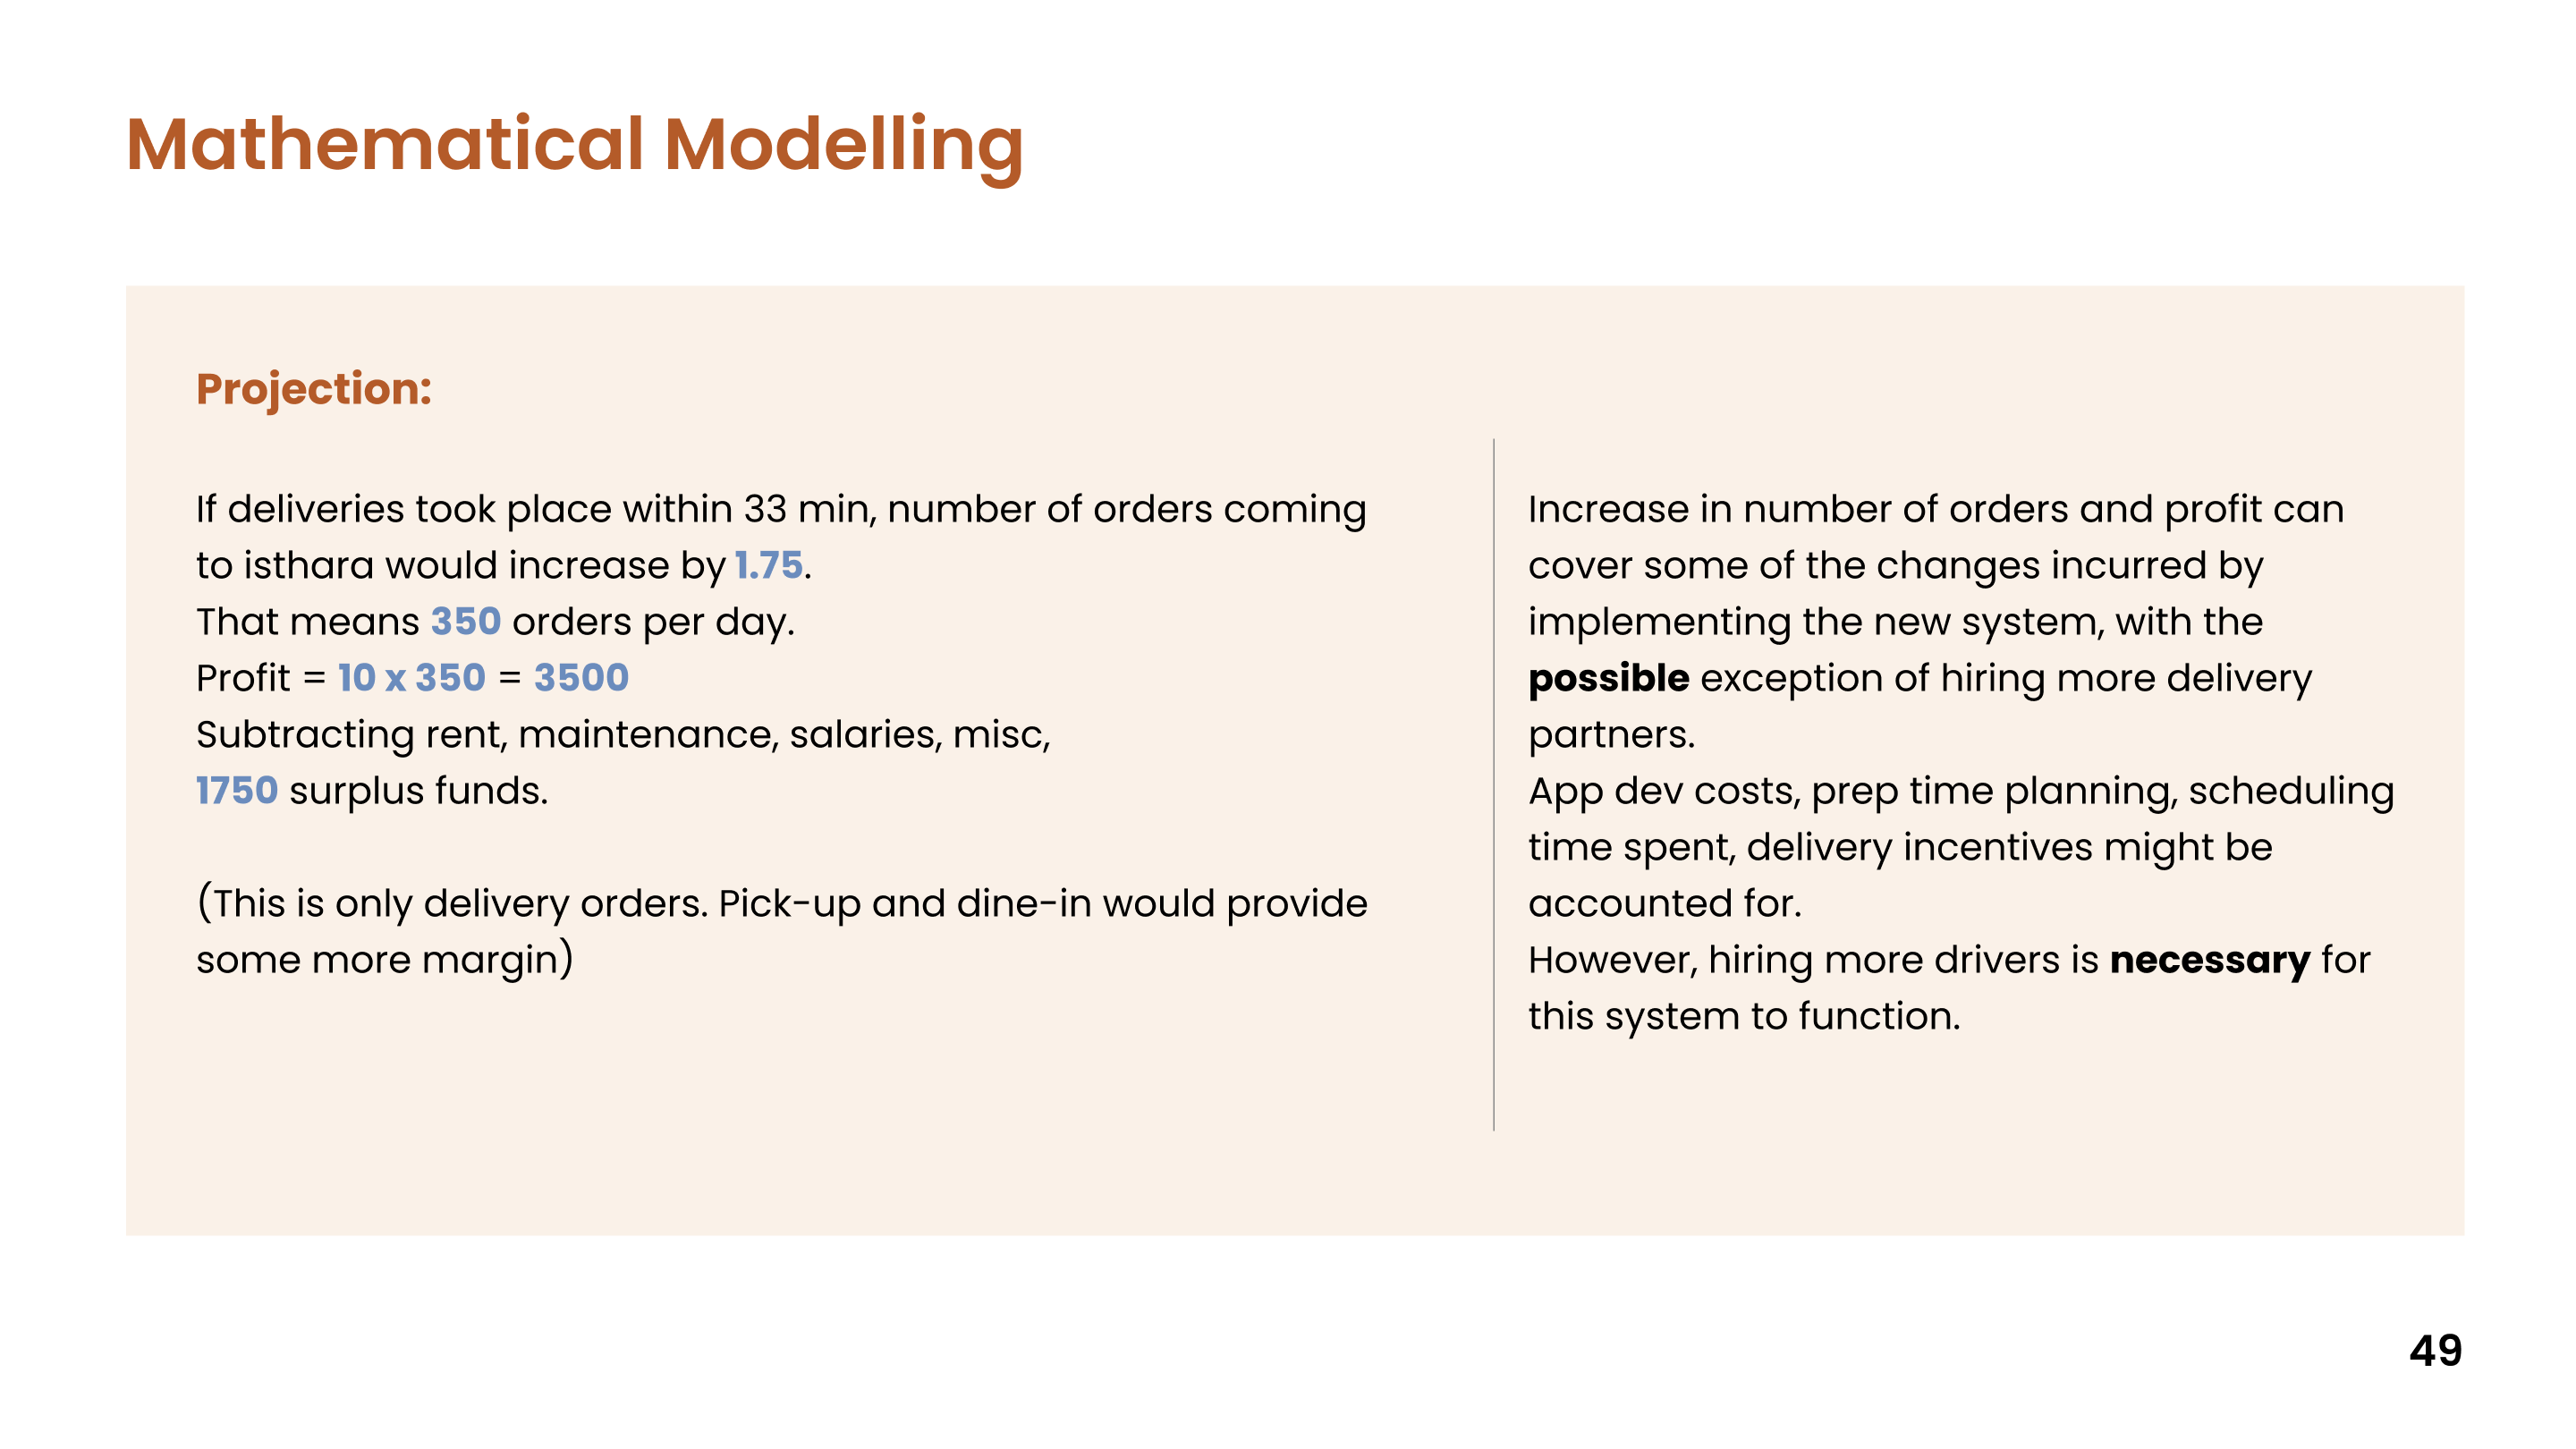 Mathematical Modelling
Projection:
If deliveries took place within 33 min, number of orders coming
to isthara would increase by 1.75.
That means 350 orders per day.
Profit = 10 x 350 = 3500
Subtracting rent, maintenance, salaries, misc,
1750 surplus funds.
(This is only delivery orders. Pick-up and dine-in would provide
some more margin)
Increase in number of orders and profit can
cover some of the changes incurred by
implementing the new system, with the
possible exception of hiring more delivery
partners.
App dev costs, prep time planning, scheduling
time spent, delivery incentives might be
accounted for.
However, hiring more drivers is necessary for
this system to function.
49